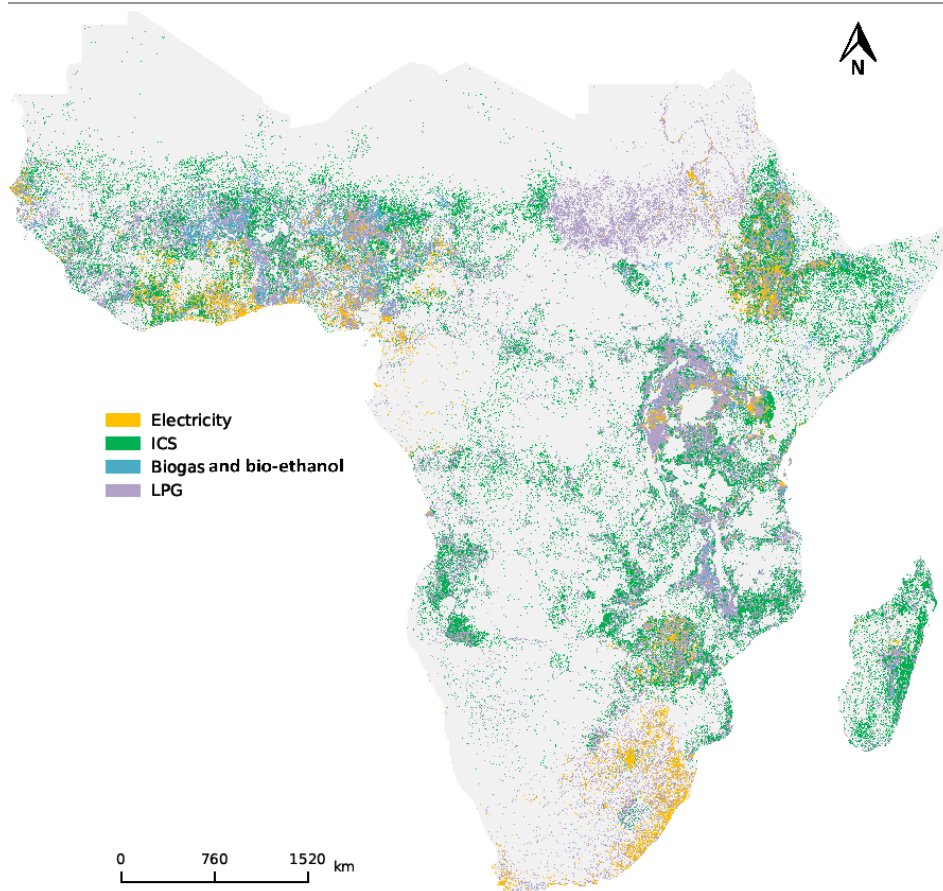 N
Electricity
ICS
Biogas and bio-ethanol
LPG
0 760 1520 km